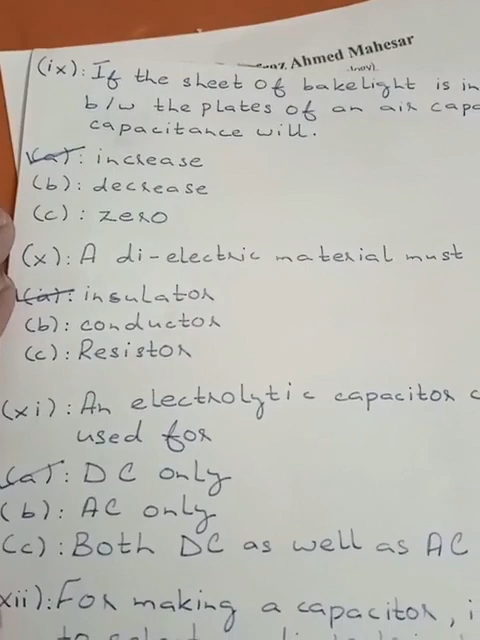 Ahmed Mahesar
(ix): If the sheet of bakelight is in
b/w the plates of an air capa
capacitance will.
(a): increase
(b): decrease
(c): zero
(x): A di-electric material must
(a): insulator
(b): conductor
(c): Resistor
(xi): An electrolytic capacitor c
used for
(a): DC only
(b): AC only
(c): Both DC as well as AC
xii): For making a capacitor, i